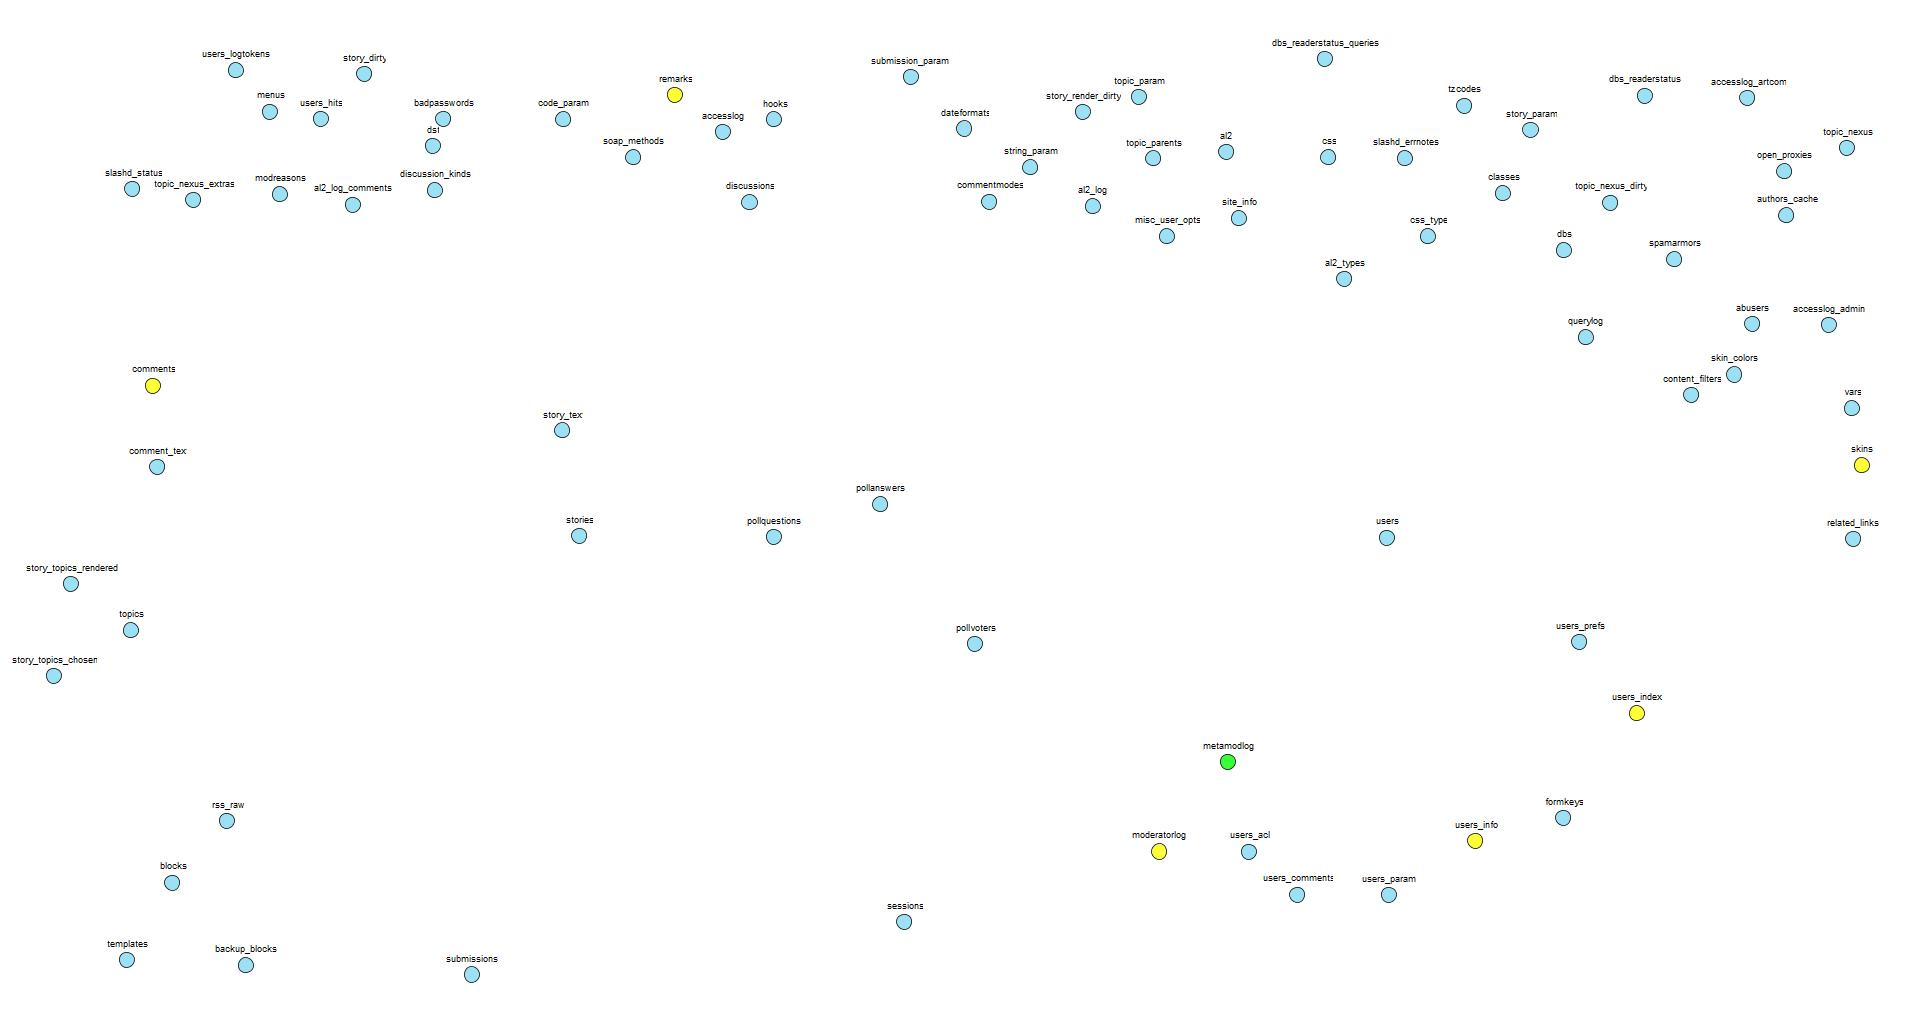 dbs_readerstatus_queries
users_logtokens
story_dirty
submission_param
remarks
topic_param
dbs_readerstatus
accesslog_artcom
menus
users_hits
badpasswords
code_param
hooks
story_render_dirty
tzcodes
accesslog
dateformats
story_param
dst
soap_methods
string_param
topic_parents
al2
css
slashd_errnotes
topic_nexus
open_proxies
slashd_status
topic_nexus_extras
modreasons
al2_log_comments
discussion_kinds
discussions
commentmodes
al2_log
classes
topic_nexus_dirty
authors_cache
misc_user_opts
site_info
css_type
dbs
spamarmors
al2_types
querylog
abusers
accesslog_admin
skin_colors
comments
content_filters
vars
story_tex
comment_tex
skins
pollanswers
stories
pollquestions
users
related_links
story_topics_rendered
topics
pollvoters
users_prefs
story_topics_chosen
users_index
metamodlog
rss_raw
formkeys
moderatorlog
users_acl
users_info
blocks
users_comments
users_param
sessions
templates
backup_blocks
submissions